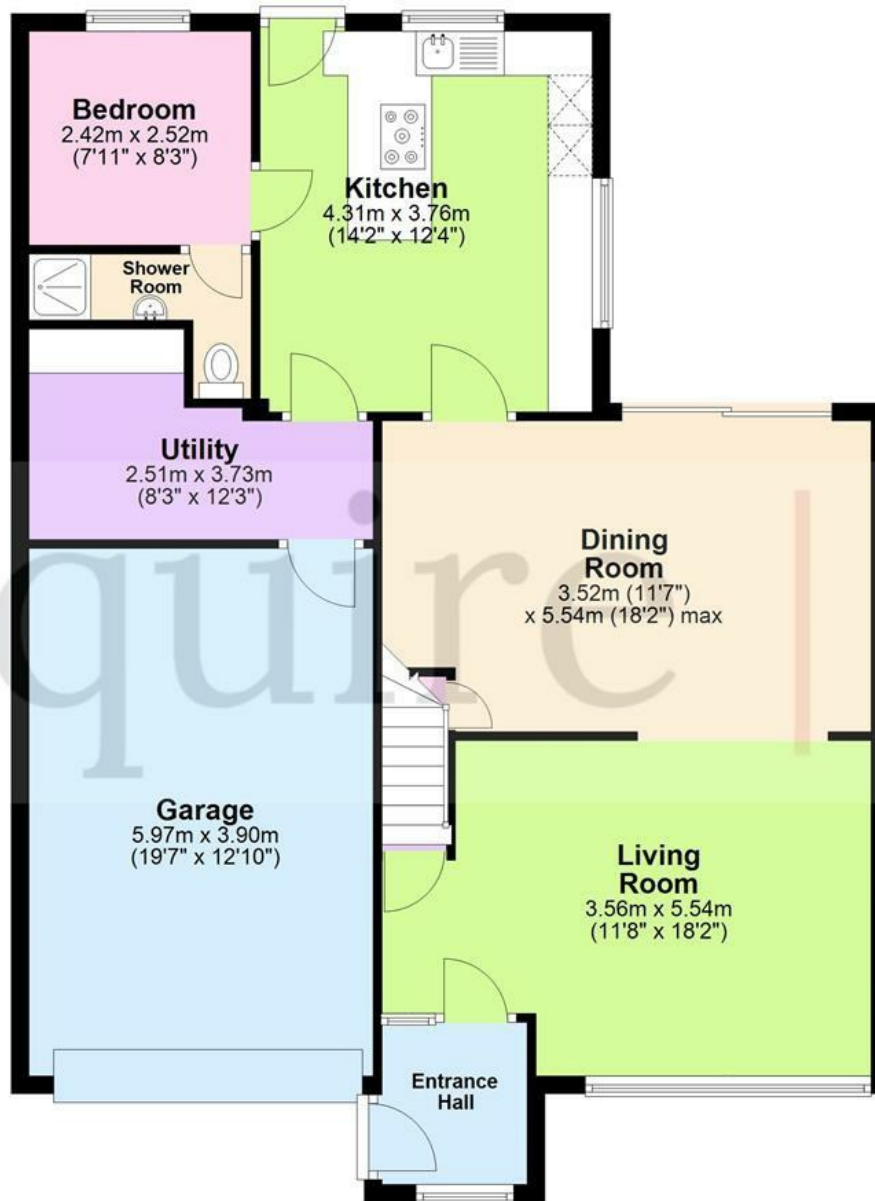 Bedroom
2.42m x 2.52m
(7'11" x 8'3")
Kitchen
4.31m x 3.76m
(14'2" x 12'4")
Shower
Room
Utility
2.51m x 3.73m
(8'3" x 12'3")
Dining
Room
3.52m (11'7")
x 5.54m (18'2") max
quire
Garage
5.97m x 3.90m
(19'7" x 12'10")
Living
Room
3.56m x 5.54m
(11'8" x 18'2")
Entrance
Hall